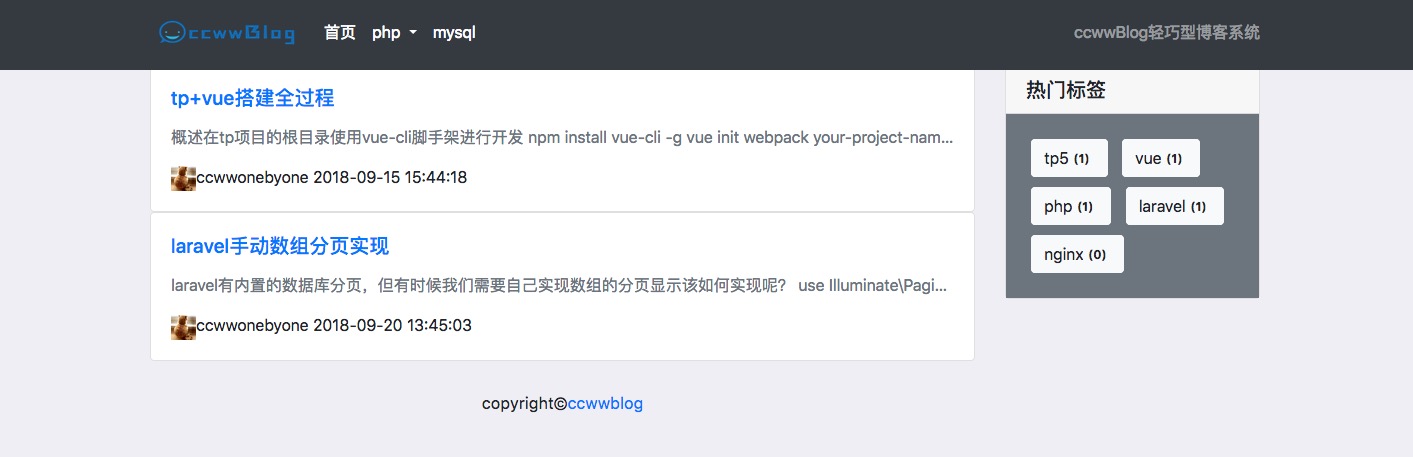 ccwwBlog 首页 php mysql ccwwBlog轻巧型博客系统
tp+vue搭建全过程
概述在tp项目的根目录使用vue-cli脚手架进行开发 npm install vue-cli -g vue init webpack your-project-nam...
ccwwonebyone 2018-09-15 15:44:18
laravel手动数组分页实现
laravel有内置的数据库分页，但有时候我们需要自己实现数组的分页显示该如何实现呢？ use Illuminate\Pagi...
ccwwonebyone 2018-09-20 13:45:03
热门标签
tp5 (1) vue (1)
php (1) laravel (1)
nginx (0)
copyright©ccwwblog